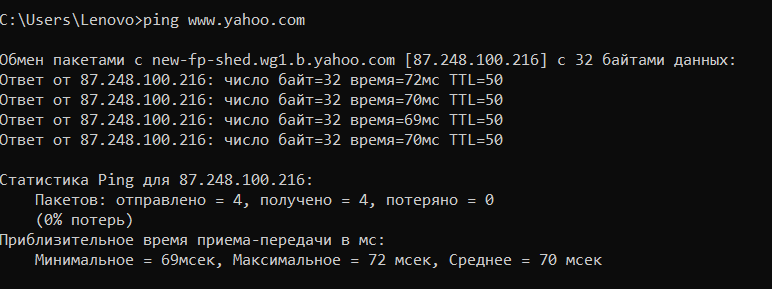 C:\Users\Lenovo>ping www.yahoo.com
Обмен пакетами с new-fp-shed.wg1.b.yahoo.com [87.248.100.216] с 32 байтами данных:
Ответ от 87.248.100.216: число байт=32 время=72мс TTL=50
Ответ от 87.248.100.216: число байт=32 время=70мс TTL=50
Ответ от 87.248.100.216: число байт=32 время=69мс TTL=50
Ответ от 87.248.100.216: число байт=32 время=70мс TTL=50
Статистика Ping для 87.248.100.216:
Пакетов: отправлено = 4, получено = 4, потеряно = 0
(0% потерь)
Приблизительное время приема-передачи в мс:
Минимальное = 69мсек, Максимальное = 72 мсек, Среднее = 70 мсек